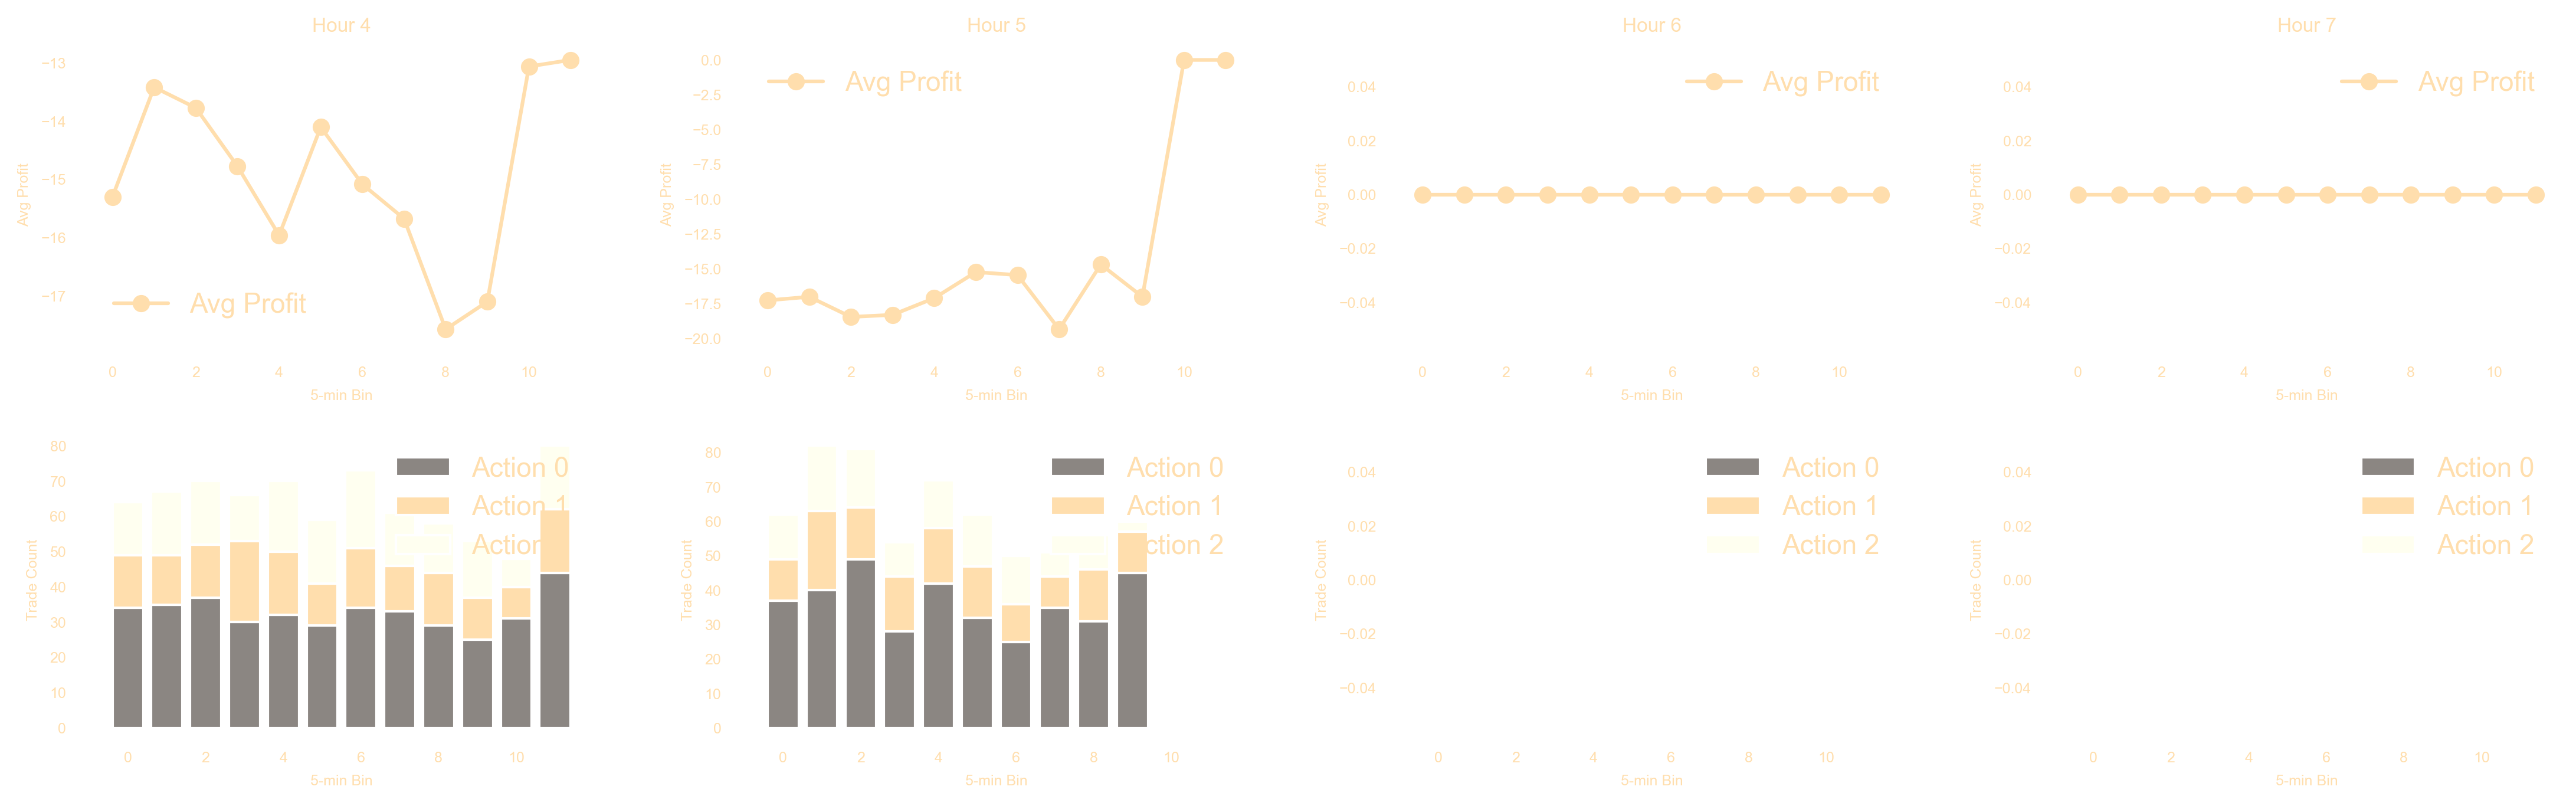 Hour 4
Avg Profit
−13
−14
−15
−16
−17
Avg Profit
0 2 4 6 8 10
5-min Bin
Hour 5
Avg Profit
0.0
−2.5
−5.0
−7.5
−10.0
−12.5
−15.0
−17.5
−20.0
Avg Profit
0 2 4 6 8 10
5-min Bin
Hour 6
Avg Profit
0.04
0.02
0.00
−0.02
−0.04
Avg Profit
0 2 4 6 8 10
5-min Bin
Hour 7
Avg Profit
0.04
0.02
0.00
−0.02
−0.04
Avg Profit
0 2 4 6 8 10
5-min Bin
Trade Count
80
70
60
50
40
30
20
10
0
Action 0
Action 1
Action
0 2 4 6 8 10
5-min Bin
Trade Count
80
70
60
50
40
30
20
10
0
Action 0
Action 1
ction 2
0 2 4 6 8 10
5-min Bin
Trade Count
0.04
0.02
0.00
−0.02
−0.04
Action 0
Action 1
Action 2
0 2 4 6 8 10
5-min Bin
Trade Count
0.04
0.02
0.00
−0.02
−0.04
Action 0
Action 1
Action 2
0 2 4 6 8 10
5-min Bin